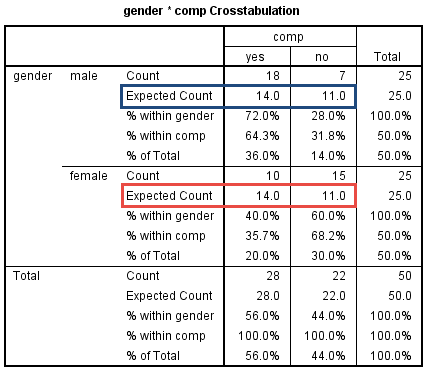 gender * comp Crosstabulation
comp
yes no Total
gender male Count 18 7 25
Expected Count 14.0 11.0 25.0
% within gender 72.0% 28.0% 100.0%
% within comp 64.3% 31.8% 50.0%
% of Total 36.0% 14.0% 50.0%
female Count 10 15 25
Expected Count 14.0 11.0 25.0
% within gender 40.0% 60.0% 100.0%
% within comp 35.7% 68.2% 50.0%
% of Total 20.0% 30.0% 50.0%
Total Count 28 22 50
Expected Count 28.0 22.0 50.0
% within gender 56.0% 44.0% 100.0%
% within comp 100.0% 100.0% 100.0%
% of Total 56.0% 44.0% 100.0%